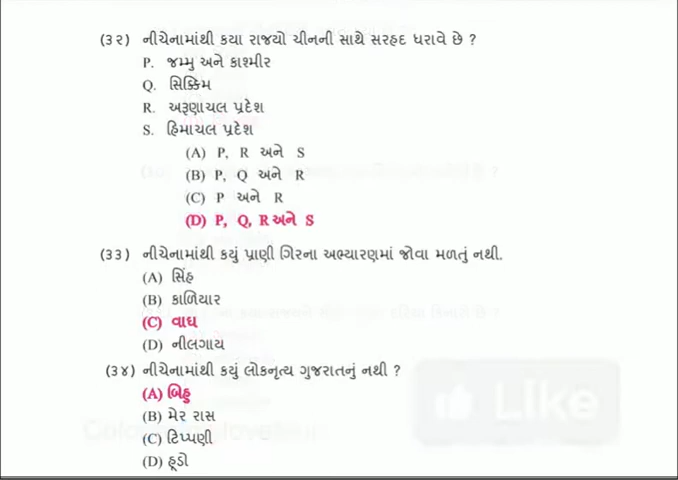 (૩૨) નીચેનામાંથી કયા રાજયો ચીનની સાથે સરહદ ધરાવે છે ?
P. જમ્મુ અને કાશ્મીર
Q. સિક્કિમ
R. અરૂણાચલ પ્રદેશ
S. હિમાચલ પ્રદેશ
(A) P, R અને S
(B) P, Q અને R
(C) P અને R
(D) P, Q, R અને S
(૩૩) નીચેનામાંથી કયું પ્રાણી ગિરના અભ્યારણમાં જોવા મળતું નથી.
(A) સિંહ
(B) કાળિયાર
(C) વાઘ
(D) નીલગાય
(૩૪) નીચેનામાંથી કયું લોકનૃત્ય ગુજરાતનું નથી ?
(A) બિહુ
(B) મેર રાસ
(C) ટિપ્પણી
(D) હૂડો
Like